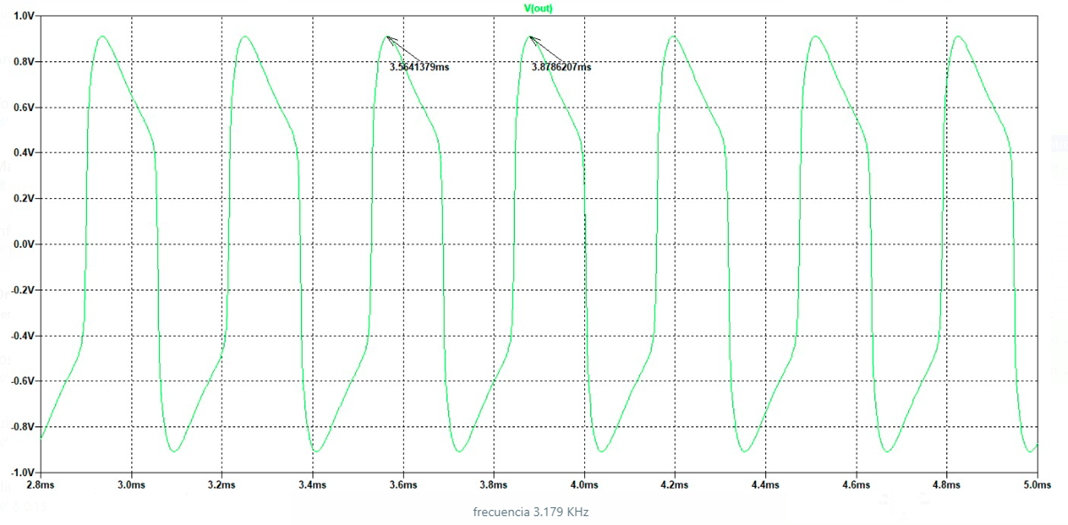 V(out)
1.0V
0.8V
0.6V
0.4V
0.2V
0.0V
-0.2V
-0.4V
-0.6V
-0.8V
-1.0V
3.5641379ms
3.8786207ms
2.8ms 3.0ms 3.2ms 3.4ms 3.6ms 3.8ms 4.0ms 4.2ms 4.4ms 4.6ms 4.8ms 5.0ms
frecuencia 3.179 KHz